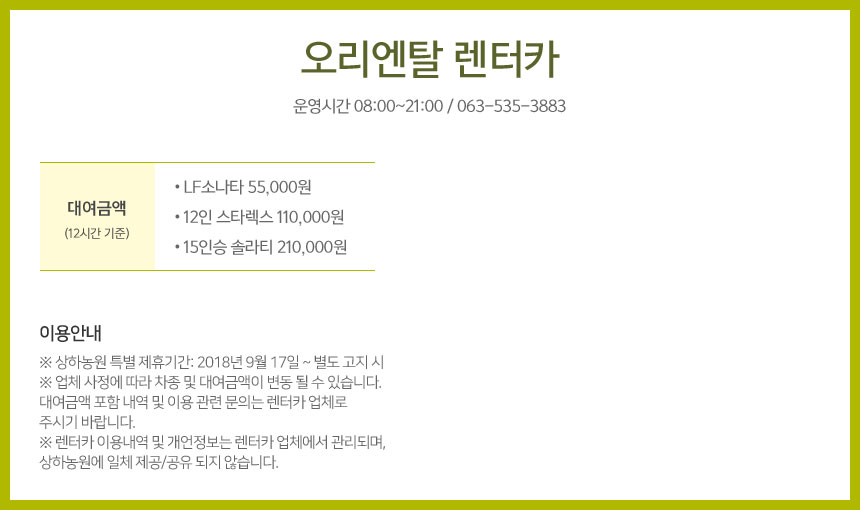 오리엔탈 렌터카
운영시간 08:00~21:00 / 063-535-3883
대여금액
(12시간 기준)
• LF소나타 55,000원
• 12인 스타렉스 110,000원
• 15인승 솔라티 210,000원
이용안내
※ 상하농원 특별 제휴기간: 2018년 9월 17일 ~ 별도 고지 시
※ 업체 사정에 따라 차종 및 대여금액이 변동 될 수 있습니다.
대여금액 포함 내역 및 이용 관련 문의는 렌터카 업체로
주시기 바랍니다.
※ 렌터카 이용내역 및 개언정보는 렌터카 업체에서 관리되며,
상하농원에 일체 제공/공유 되지 않습니다.